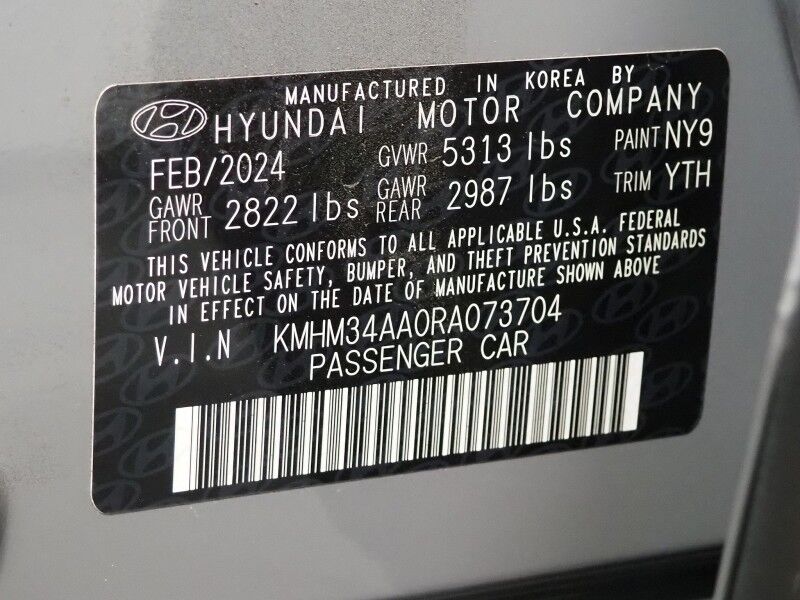 MANUFACTURED IN KOREA BY
HYUNDAI MOTOR COMPANY
FEB/2024 GVWR 5313 lbs PAINT NY9
GAWR FRONT 2822 lbs GAWR REAR 2987 lbs TRIM YTH
THIS VEHICLE CONFORMS TO ALL APPLICABLE U.S.A. FEDERAL
MOTOR VEHICLE SAFETY, BUMPER, AND THEFT PREVENTION STANDARDS
IN EFFECT ON THE DATE OF MANUFACTURE SHOWN ABOVE
V.I.N KMHM34AA0RA073704
PASSENGER CAR